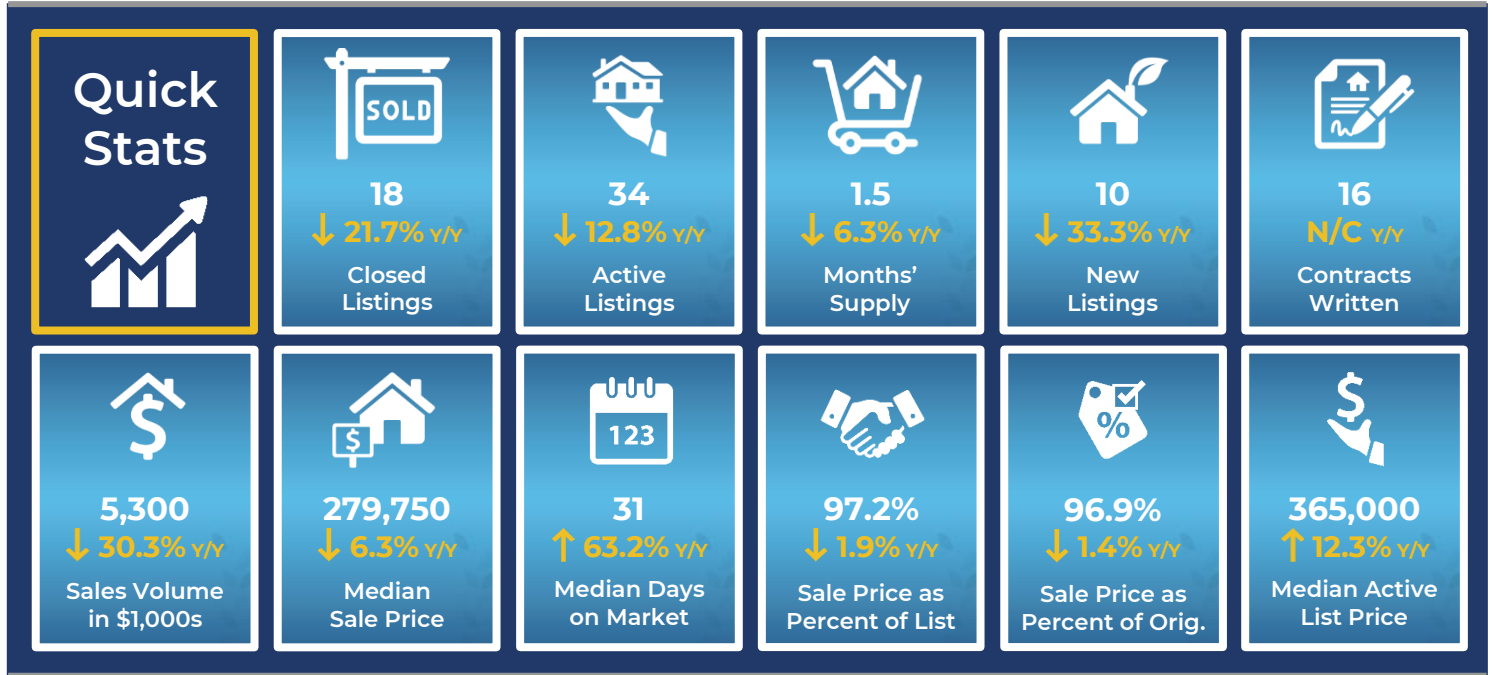 Quick
Stats
SOLD
18
↓ 21.7% Y/Y
Closed
Listings
34
↓ 12.8% Y/Y
Active
Listings
1.5
↓ 6.3% Y/Y
Months’
Supply
10
↓ 33.3% Y/Y
New
Listings
16
N/C Y/Y
Contracts
Written
$
5,300
↓ 30.3% Y/Y
Sales Volume
in $1,000s
$
279,750
↓ 6.3% Y/Y
Median
Sale Price
123
31
↑ 63.2% Y/Y
Median Days
on Market
97.2%
↓ 1.9% Y/Y
Sale Price as
Percent of List
%
96.9%
↓ 1.4% Y/Y
Sale Price as
Percent of Orig.
$
365,000
↑ 12.3% Y/Y
Median Active
List Price